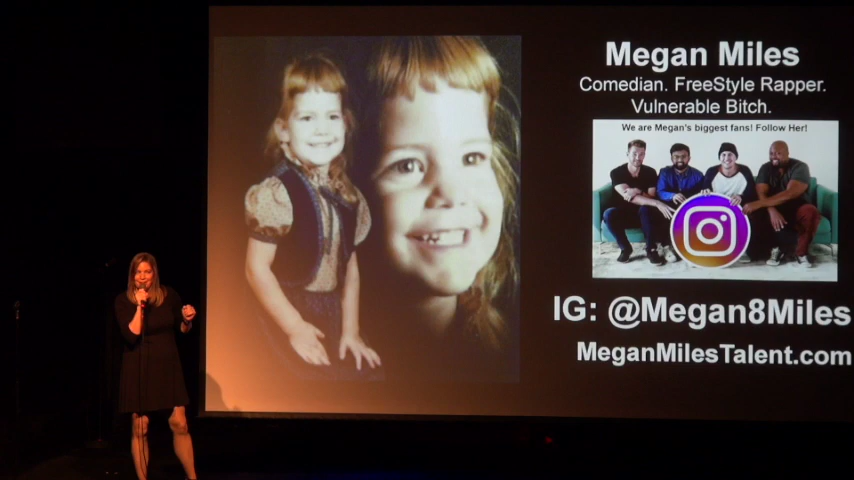 Megan Miles
Comedian. FreeStyle Rapper.
Vulnerable Bitch.
We are Megan's biggest fans! Follow Her!
IG: @Megan8Miles
MeganMilesTalent.com